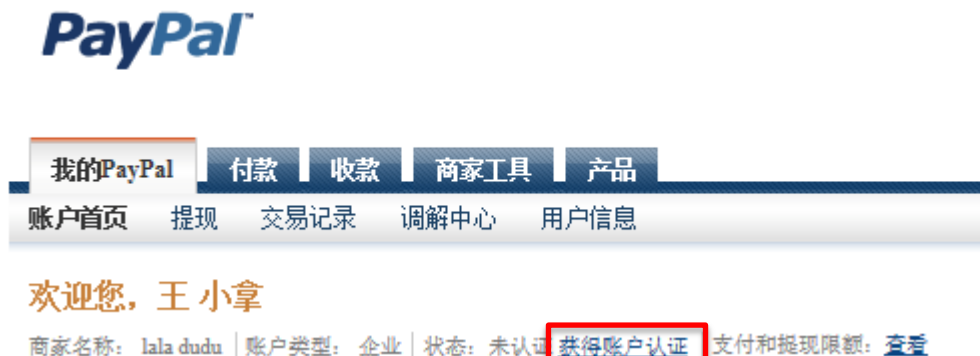 PayPal™
我的PayPal 付款 收款 商家工具 产品
账户首页 提现 交易记录 调解中心 用户信息
欢迎您，王 小拿
商家名称： lala dudu 账户类型： 企业 状态：未认证 获得账户认证 支付和提现限额：查看